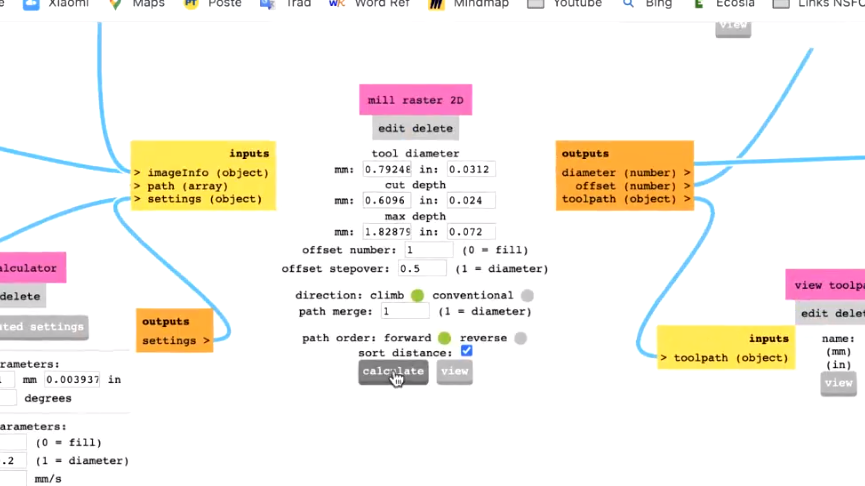 Xiaomi Maps Poste Trad Word Ref Mindmap Youtube Bing Ecosia Links NSFC
view
mill raster 2D
edit delete
tool diameter
mm: 0.7924 in: 0.0312
cut depth
mm: 0.6096 in: 0.024
max depth
mm: 1.8287 in: 0.072
offset number: 1 (0 = fill)
offset stepover: 0.5 (1 = diameter)
direction: climb conventional
path merge: 1 (1 = diameter)
path order: forward reverse
sort distance:
calculate view
inputs
> imageInfo (object)
> path (array)
> settings (object)
outputs
diameter (number) >
offset (number) >
toolpath (object) >
alculator
delete
uted settings
outputs
settings >
rameters:
1 mm 0.003937 in
degrees
arameters:
(0 = fill)
.2 (1 = diameter)
mm/s
view toolpa
edit dele
name:
(mm)
(in)
view
inputs
> toolpath (object)